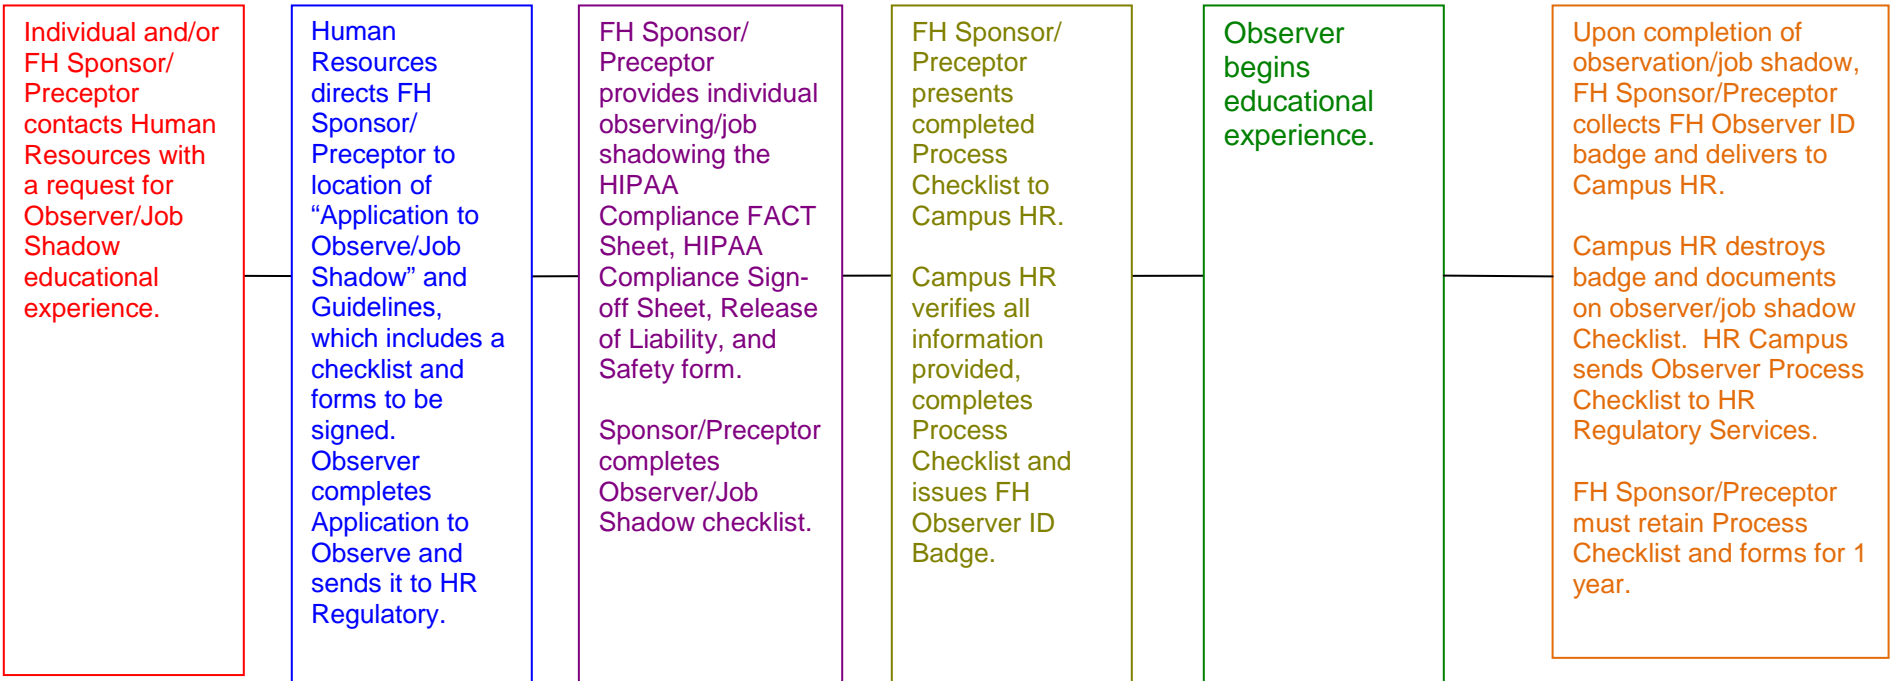 Individual and/or
FH Sponsor/
Preceptor
contacts Human
Resources with
a request for
Observer/Job
Shadow
educational
experience.
Human
Resources
directs FH
Sponsor/
Preceptor to
location of
“Application to
Observe/Job
Shadow” and
Guidelines,
which includes a
checklist and
forms to be
signed.
Observer
completes
Application to
Observe and
sends it to HR
Regulatory.
FH Sponsor/
Preceptor
provides individual
observing/job
shadowing the
HIPAA
Compliance FACT
Sheet, HIPAA
Compliance Sign-
off Sheet, Release
of Liability, and
Safety form.
Sponsor/Preceptor
completes
Observer/Job
Shadow checklist.
FH Sponsor/
Preceptor
presents
completed
Process
Checklist to
Campus HR.
Campus HR
verifies all
information
provided,
completes
Process
Checklist and
issues FH
Observer ID
Badge.
Observer
begins
educational
experience.
Upon completion of
observation/job shadow,
FH Sponsor/Preceptor
collects FH Observer ID
badge and delivers to
Campus HR.
Campus HR destroys
badge and documents
on observer/job shadow
Checklist.  HR Campus
sends Observer Process
Checklist to HR
Regulatory Services.
FH Sponsor/Preceptor
must retain Process
Checklist and forms for 1
year.